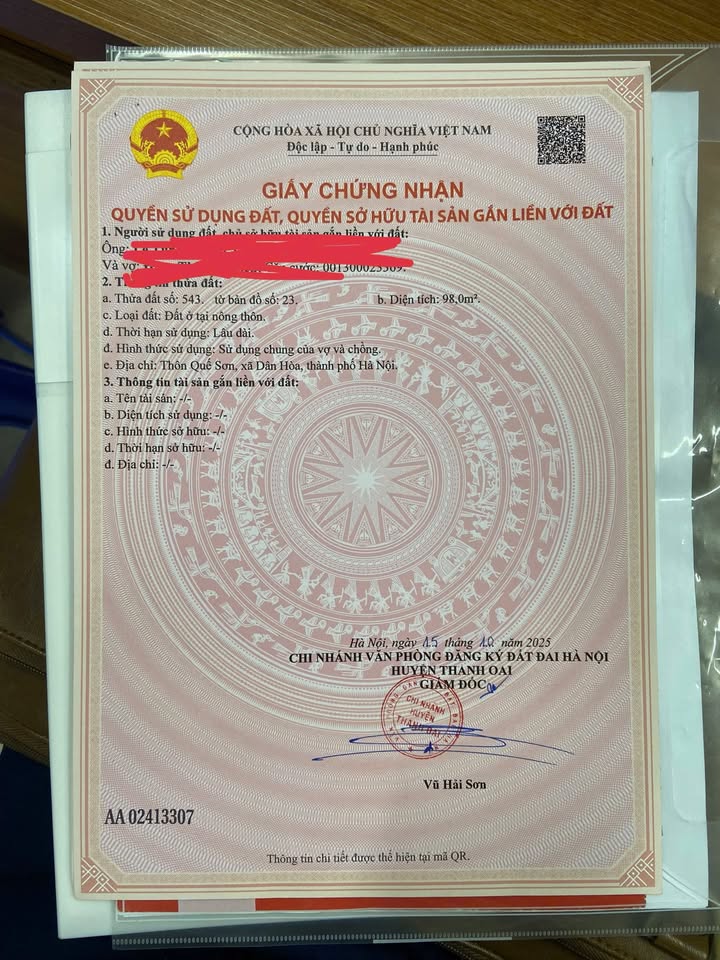 CỘNG HÒA XÃ HỘI CHỦ NGHĨA VIỆT NAM
Độc lập - Tự do - Hạnh phúc
GIẤY CHỨNG NHẬN
QUYỀN SỬ DỤNG ĐẤT, QUYỀN SỞ HỮU TÀI SẢN GẮN LIỀN VỚI ĐẤT
1. Người sử dụng đất, chủ sở hữu tài sản gắn liền với đất:
Ông:
Và vợ: cước:
2. thửa đất:
a. Thửa đất số: 543. tờ bản đồ số: 23. b. Diện tích: 98,0m².
c. Loại đất: Đất ở tại nông thôn.
d. Thời hạn sử dụng: Lâu dài.
đ. Hình thức sử dụng: Sử dụng chung của vợ và chồng.
e. Địa chỉ: Thôn Quế Sơn, xã Dân Hòa, thành phố Hà Nội.
3. Thông tin tài sản gắn liền với đất:
a. Tên tài sản: -/-
b. Diện tích sử dụng: -/-
c. Hình thức sở hữu: -/-
d. Thời hạn sở hữu: -/-
đ. Địa chỉ: -/-
Hà Nội, ngày 15 tháng 10 năm 2025
CHI NHÁNH VĂN PHÒNG ĐĂNG KÝ ĐẤT ĐAI HÀ NỘI
HUYỆN THANH OAI
GIÁM ĐỐC
CHI NHÁNH
HUYỆN
THANH OAI
Vũ Hải Sơn
AA 02413307
Thông tin chi tiết được thể hiện tại mã QR.